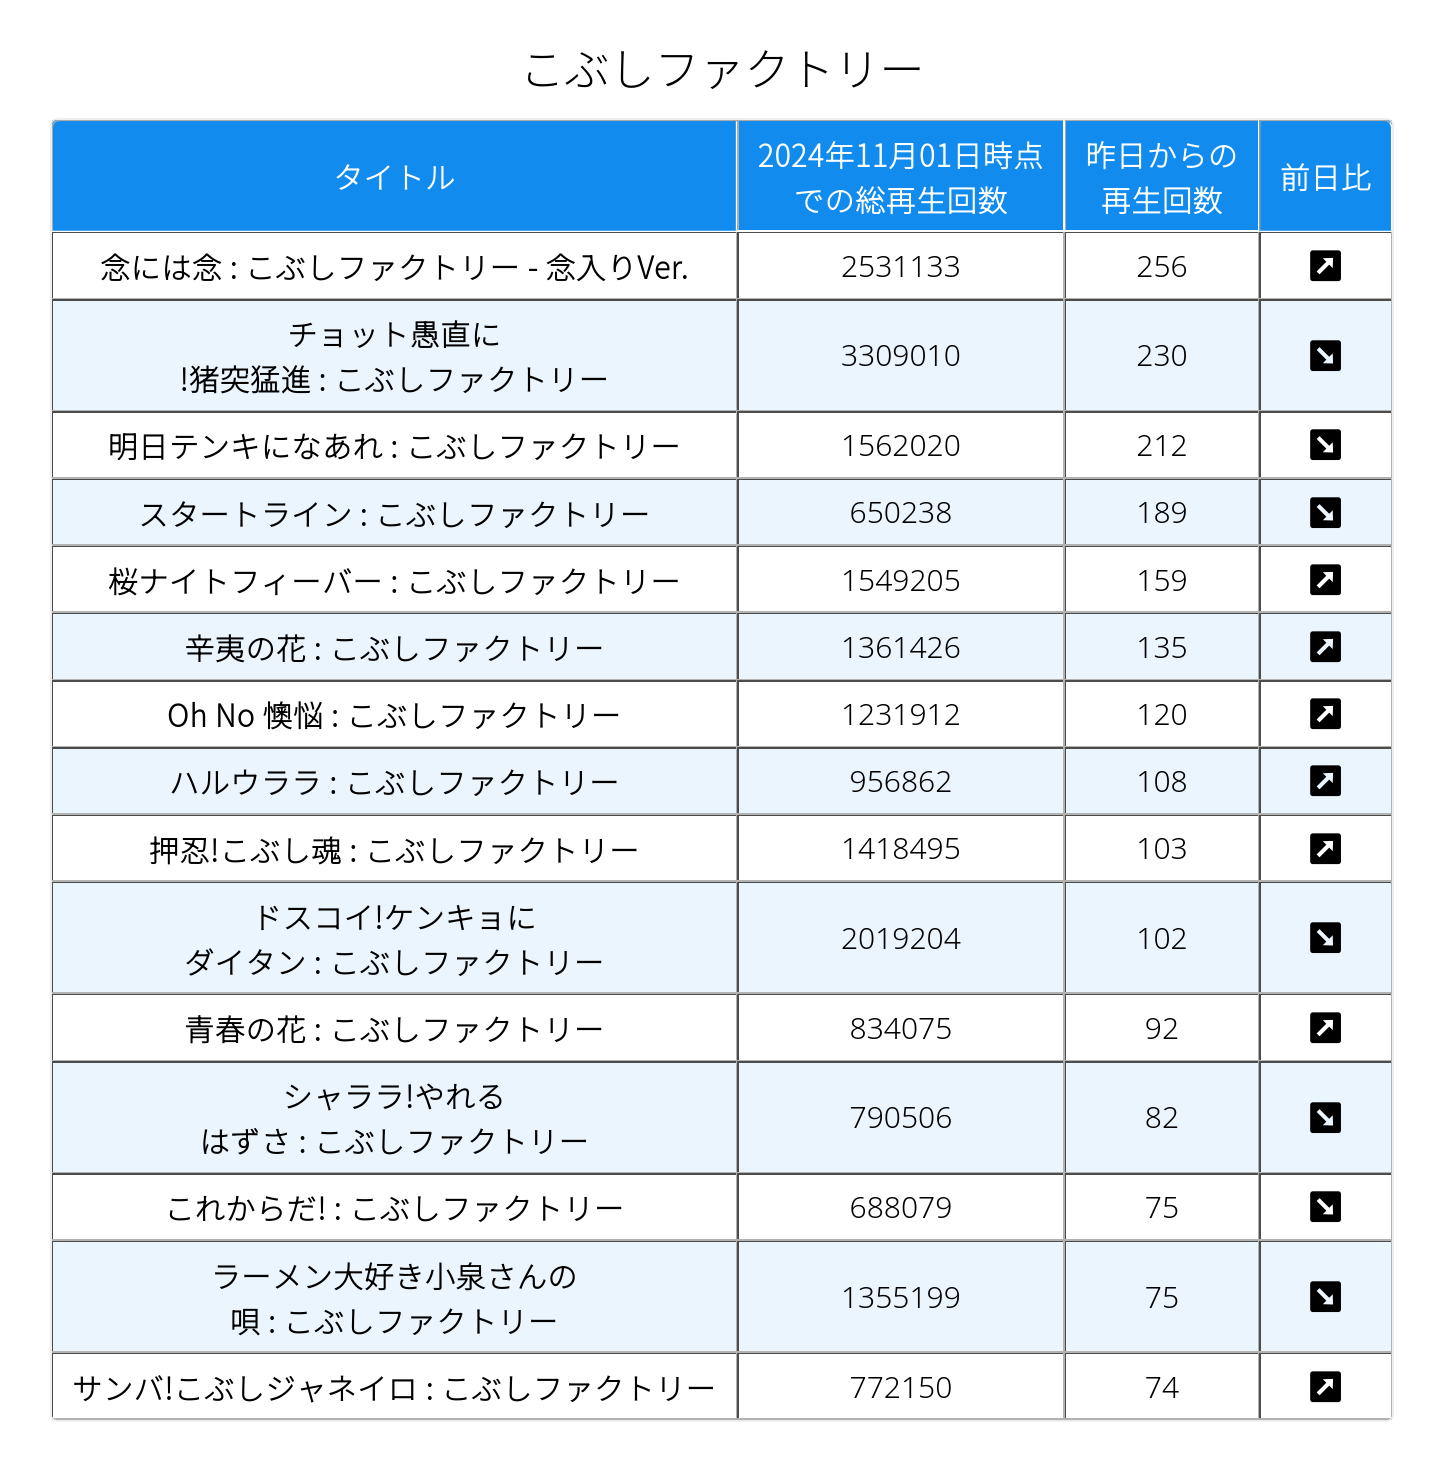 こぶしファクトリー
タイトル
2024年11月01日時点
での総再生回数
昨日からの
再生回数
前日比
念には念 : こぶしファクトリー - 念入りVer.
2531133
256
チョット愚直に
!猪突猛進 : こぶしファクトリー
3309010
230
明日テンキになあれ : こぶしファクトリー
1562020
212
スタートライン : こぶしファクトリー
650238
189
桜ナイトフィーバー : こぶしファクトリー
1549205
159
辛夷の花 : こぶしファクトリー
1361426
135
Oh No 懊悩 : こぶしファクトリー
1231912
120
ハルウララ : こぶしファクトリー
956862
108
押忍!こぶし魂 : こぶしファクトリー
1418495
103
ドスコイ!ケンキョに
ダイタン : こぶしファクトリー
2019204
102
青春の花 : こぶしファクトリー
834075
92
シャララ!やれる
はずさ : こぶしファクトリー
790506
82
これからだ! : こぶしファクトリー
688079
75
ラーメン大好き小泉さんの
唄 : こぶしファクトリー
1355199
75
サンバ!こぶしジャネイロ : こぶしファクトリー
772150
74